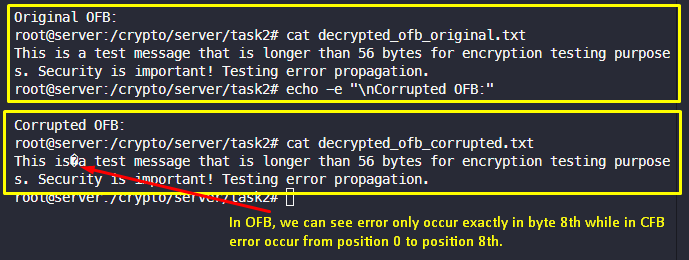 Original OFB:
root@server:/crypto/server/task2# cat decrypted_ofb_original.txt
This is a test message that is longer than 56 bytes for encryption testing purpose
s. Security is important! Testing error propagation.
root@server:/crypto/server/task2# echo -e "\nCorrupted OFB:"
Corrupted OFB:
root@server:/crypto/server/task2# cat decrypted_ofb_corrupted.txt
This is�a test message that is longer than 56 bytes for encryption testing purpose
s. Security is important! Testing error propagation.
root@server:/crypto/server/task2#
In OFB, we can see error only occur exactly in byte 8th while in CFB
error occur from position 0 to position 8th.